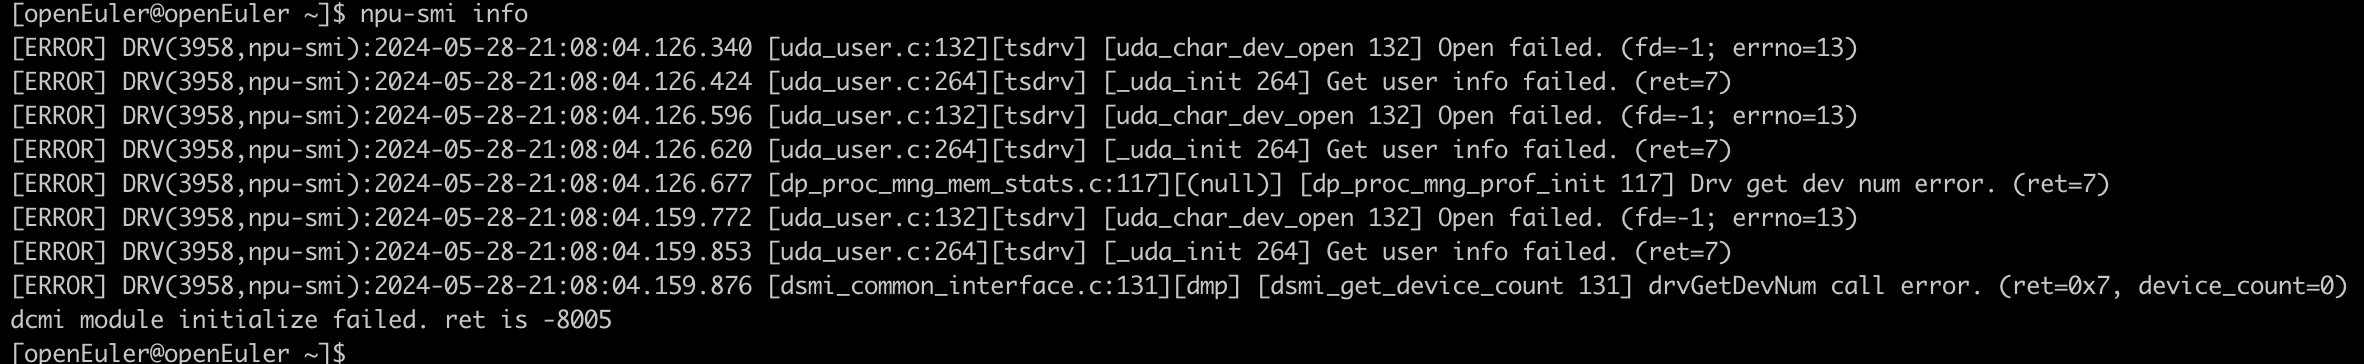 [openEuler@openEuler ~]$ npu-smi info
[ERROR] DRV(3958,npu-smi):2024-05-28-21:08:04.126.340 [uda_user.c:132][tsdrv] [uda_char_dev_open 132] Open failed. (fd=-1; errno=13)
[ERROR] DRV(3958,npu-smi):2024-05-28-21:08:04.126.424 [uda_user.c:264][tsdrv] [_uda_init 264] Get user info failed. (ret=7)
[ERROR] DRV(3958,npu-smi):2024-05-28-21:08:04.126.596 [uda_user.c:132][tsdrv] [uda_char_dev_open 132] Open failed. (fd=-1; errno=13)
[ERROR] DRV(3958,npu-smi):2024-05-28-21:08:04.126.620 [uda_user.c:264][tsdrv] [_uda_init 264] Get user info failed. (ret=7)
[ERROR] DRV(3958,npu-smi):2024-05-28-21:08:04.126.677 [dp_proc_mng_mem_stats.c:117][(null)] [dp_proc_mng_prof_init 117] Drv get dev num error. (ret=7)
[ERROR] DRV(3958,npu-smi):2024-05-28-21:08:04.159.772 [uda_user.c:132][tsdrv] [uda_char_dev_open 132] Open failed. (fd=-1; errno=13)
[ERROR] DRV(3958,npu-smi):2024-05-28-21:08:04.159.853 [uda_user.c:264][tsdrv] [_uda_init 264] Get user info failed. (ret=7)
[ERROR] DRV(3958,npu-smi):2024-05-28-21:08:04.159.876 [dsmi_common_interface.c:131][dmp] [dsmi_get_device_count 131] drvGetDevNum call error. (ret=0x7, device_count=0)
dcmi module initialize failed. ret is -8005
[openEuler@openEuler ~]$